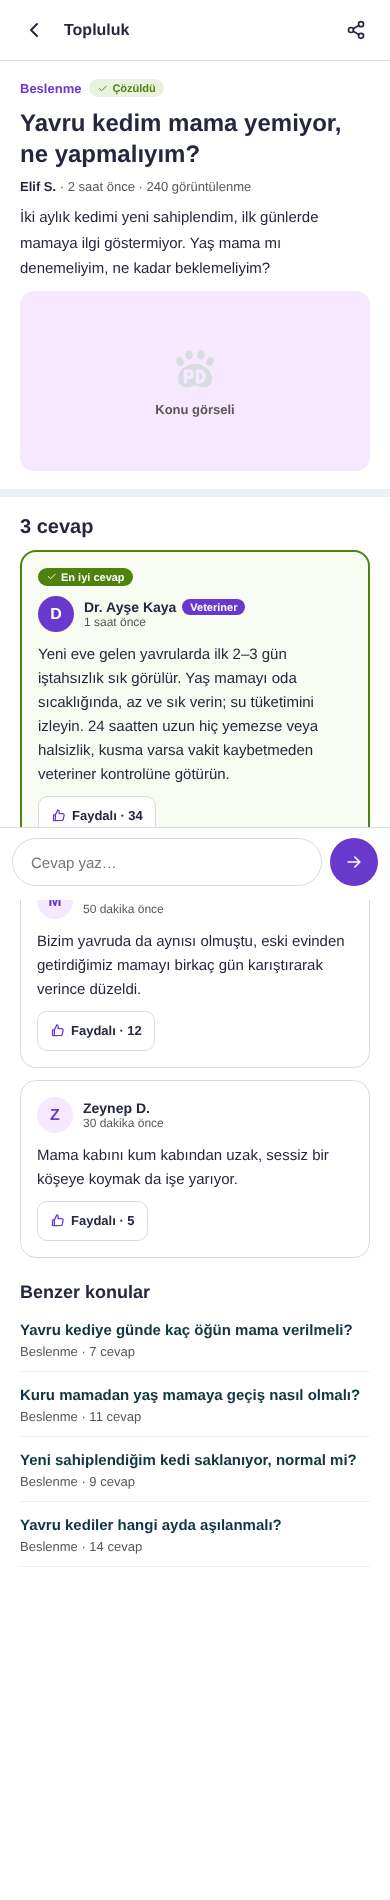 Topluluk
Beslenme
Çözüldü
Yavru kedim mama yemiyor,
ne yapmalıyım?
Elif S. · 2 saat önce · 240 görüntülenme
İki aylık kedimi yeni sahiplendim, ilk günlerde
mamaya ilgi göstermiyor. Yaş mama mı
denemeliyim, ne kadar beklemeliyim?
PD
Konu görseli
3 cevap
En iyi cevap
D
Dr. Ayşe Kaya
Veteriner
1 saat önce
Yeni eve gelen yavrularda ilk 2–3 gün
iştahsızlık sık görülür. Yaş mamayı oda
sıcaklığında, az ve sık verin; su tüketimini
izleyin. 24 saatten uzun hiç yemezse veya
halsizlik, kusma varsa vakit kaybetmeden
veteriner kontrolüne götürün.
Faydalı · 34
Cevap yaz…
M
50 dakika önce
Bizim yavruda da aynısı olmuştu, eski evinden
getirdiğimiz mamayı birkaç gün karıştırarak
verince düzeldi.
Faydalı · 12
Z
Zeynep D.
30 dakika önce
Mama kabını kum kabından uzak, sessiz bir
köşeye koymak da işe yarıyor.
Faydalı · 5
Benzer konular
Yavru kediye günde kaç öğün mama verilmeli?
Beslenme · 7 cevap
Kuru mamadan yaş mamaya geçiş nasıl olmalı?
Beslenme · 11 cevap
Yeni sahiplendiğim kedi saklanıyor, normal mi?
Beslenme · 9 cevap
Yavru kediler hangi ayda aşılanmalı?
Beslenme · 14 cevap